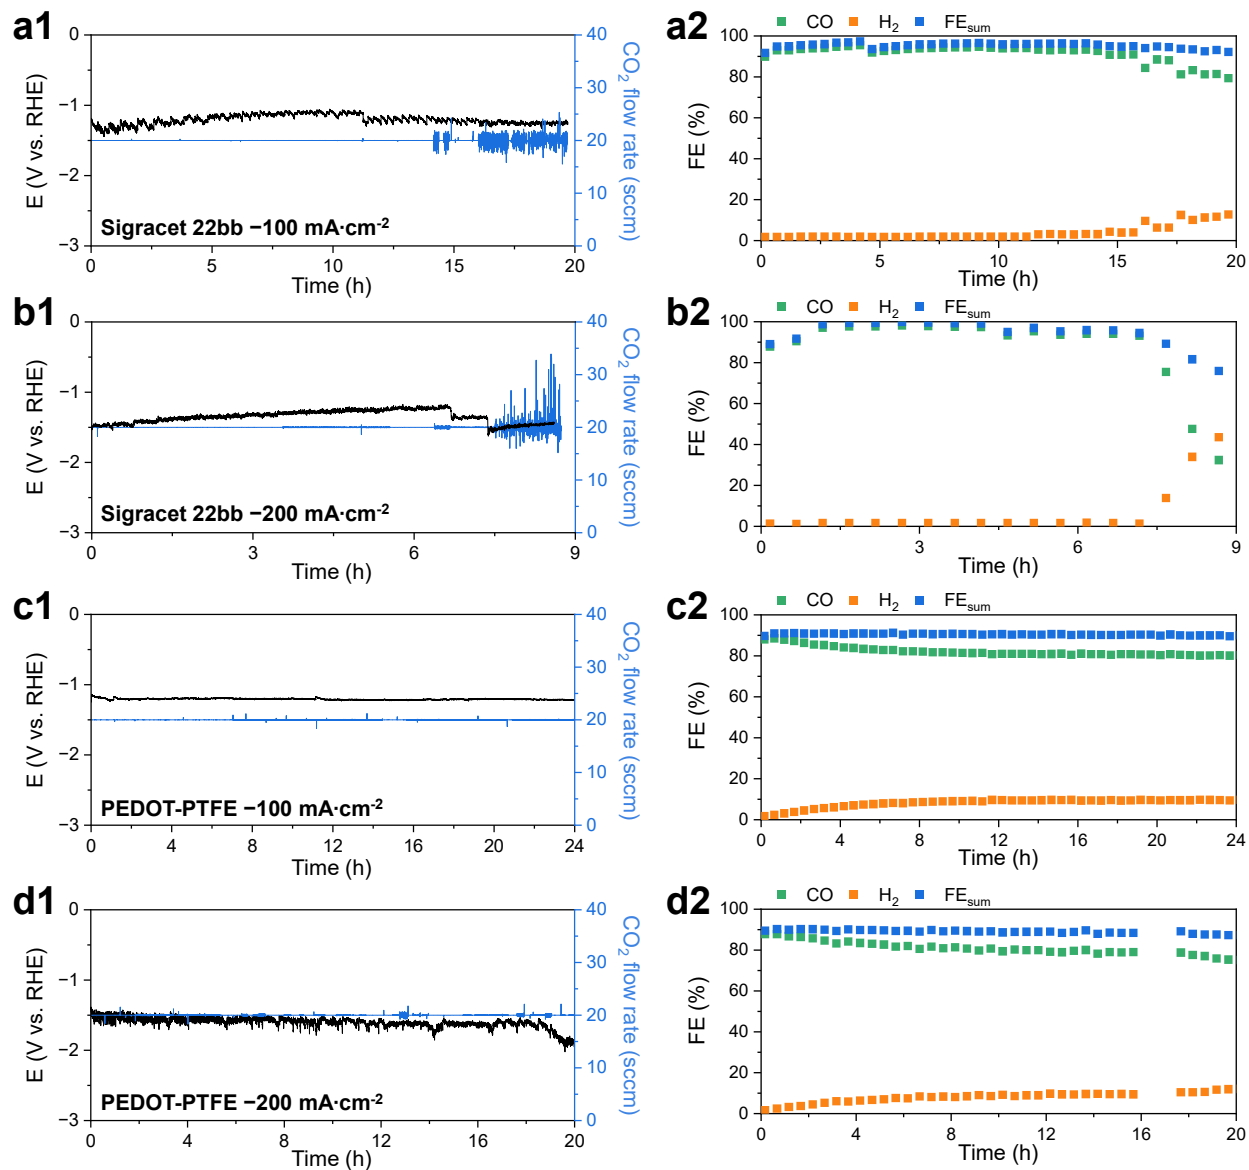 a1
0
−1
−2
−3
E (V vs. RHE)
40
30
20
10
0
CO2 flow rate (sccm)
Sigracet 22bb −100 mA·cm-2
0 5 10 15 20
Time (h)
a2
CO H2 FEsum
100
80
60
40
20
0
FE (%)
0 5 10 15 20
Time (h)
b1
0
−1
−2
−3
E (V vs. RHE)
40
30
20
10
0
CO2 flow rate (sccm)
Sigracet 22bb −200 mA·cm-2
0 3 6 9
Time (h)
b2
CO H2 FEsum
100
80
60
40
20
0
FE (%)
0 3 6 9
Time (h)
c1
0
−1
−2
−3
E (V vs. RHE)
40
30
20
10
0
CO2 flow rate (sccm)
PEDOT-PTFE −100 mA·cm-2
0 4 8 12 16 20 24
Time (h)
c2
CO H2 FEsum
100
80
60
40
20
0
FE (%)
0 4 8 12 16 20 24
Time (h)
d1
0
−1
−2
−3
E (V vs. RHE)
40
30
20
10
0
CO2 flow rate (sccm)
PEDOT-PTFE −200 mA·cm-2
0 4 8 12 16 20
Time (h)
d2
CO H2 FEsum
100
80
60
40
20
0
FE (%)
0 4 8 12 16 20
Time (h)